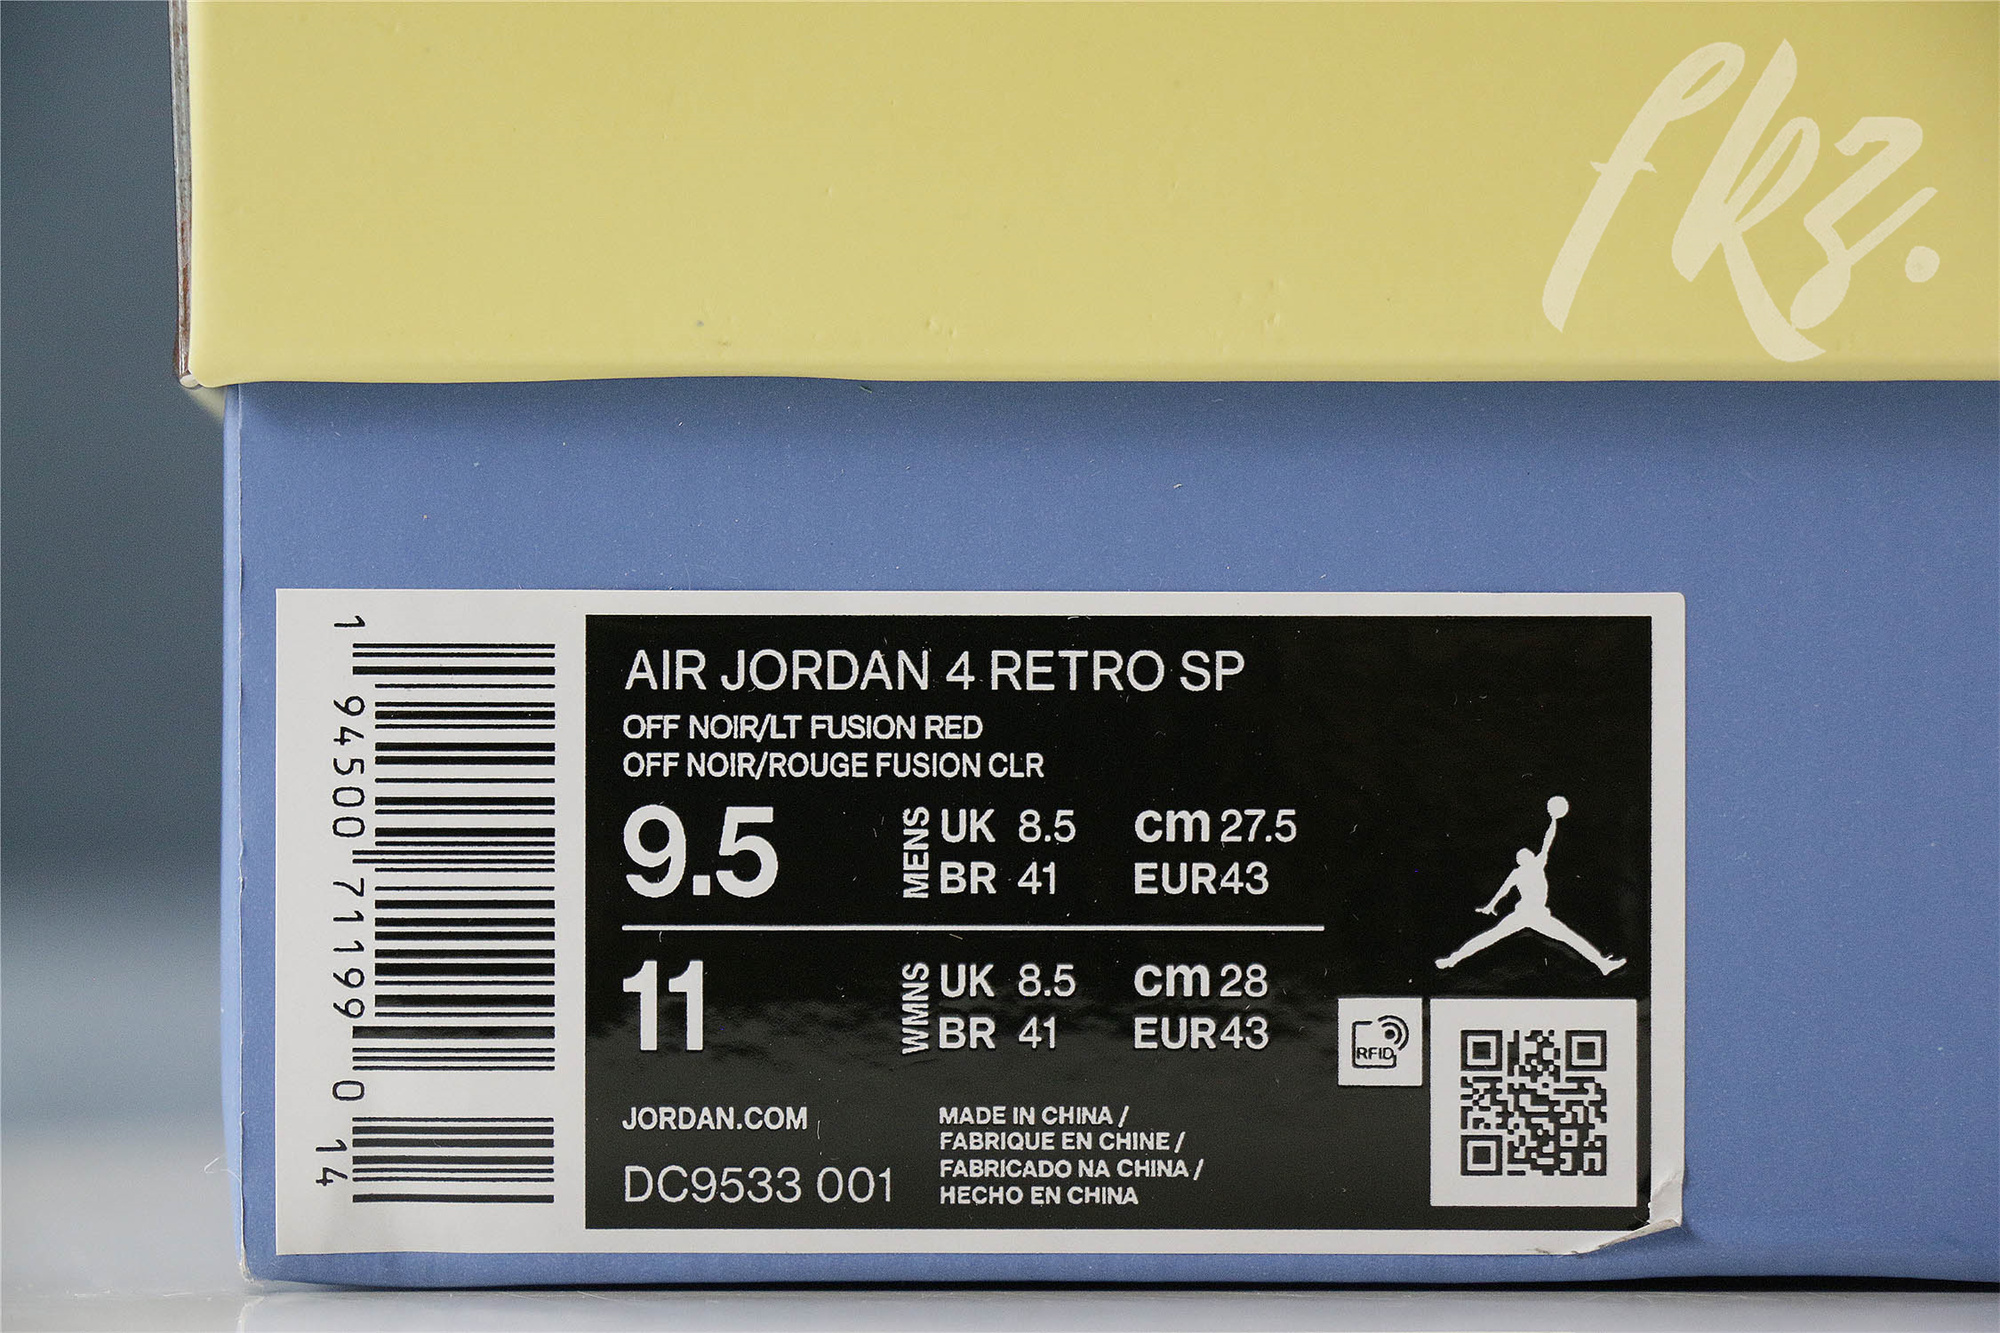 fkz.
1 94500 71199 0 14
AIR JORDAN 4 RETRO SP
OFF NOIR/LT FUSION RED
OFF NOIR/ROUGE FUSION CLR
9.5 MENS UK 8.5 cm 27.5
BR 41 EUR43
11 WMNS UK 8.5 cm 28
BR 41 EUR43
RFID
JORDAN.COM
DC9533 001
MADE IN CHINA /
FABRIQUE EN CHINE /
FABRICADO NA CHINA /
HECHO EN CHINA